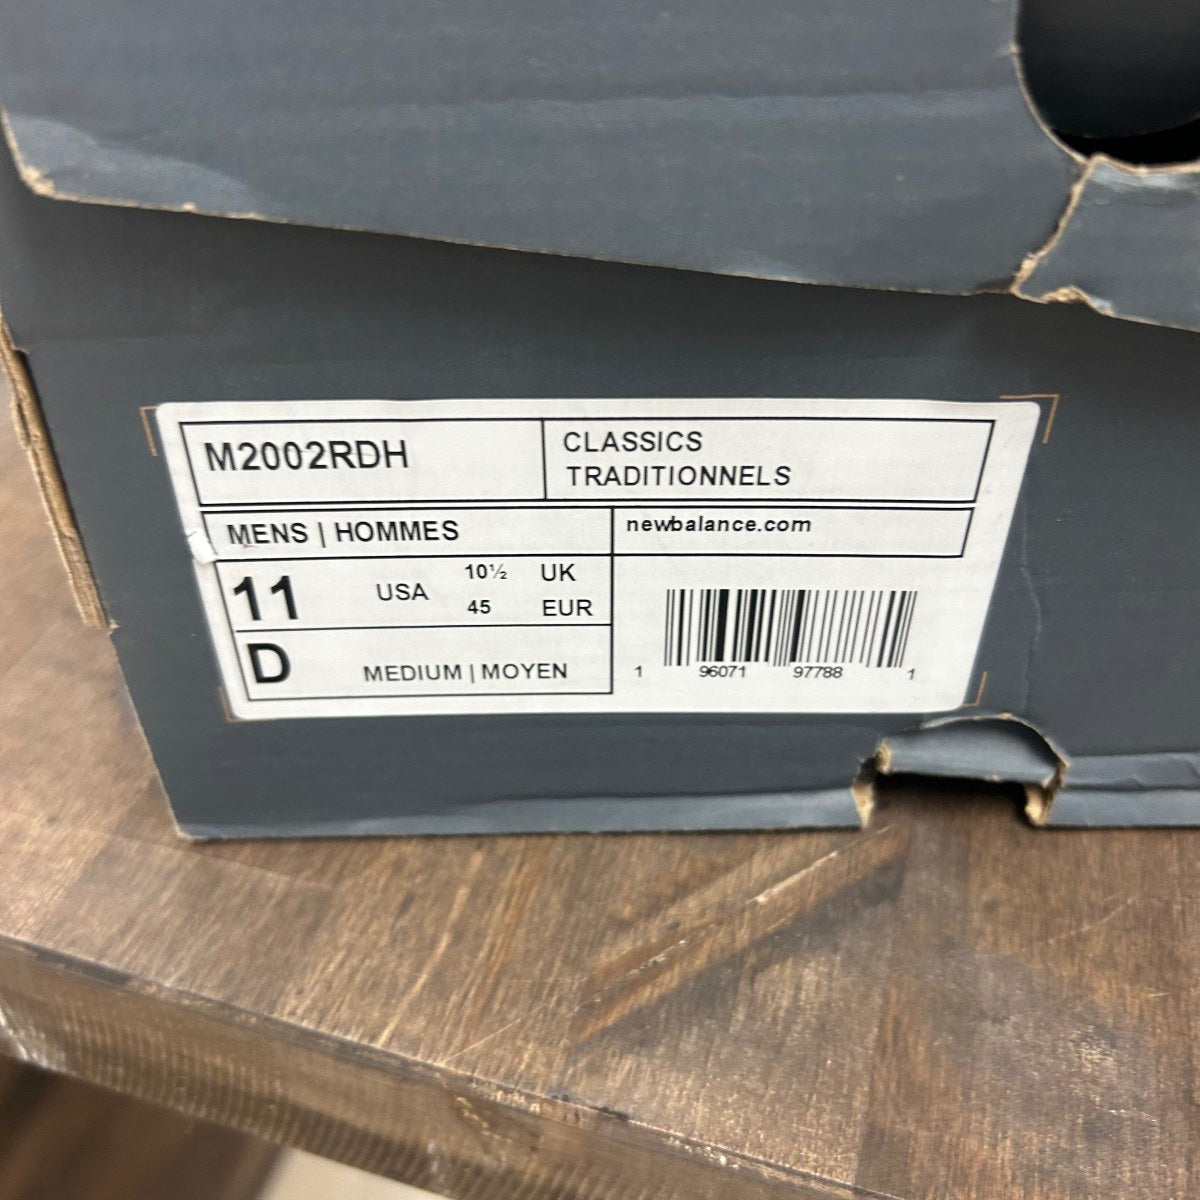 M2002RDH
CLASSICS
TRADITIONNELS
MENS | HOMMES
newbalance.com
11 USA 10½ UK
45 EUR
D MEDIUM | MOYEN
1 96071 97788 1